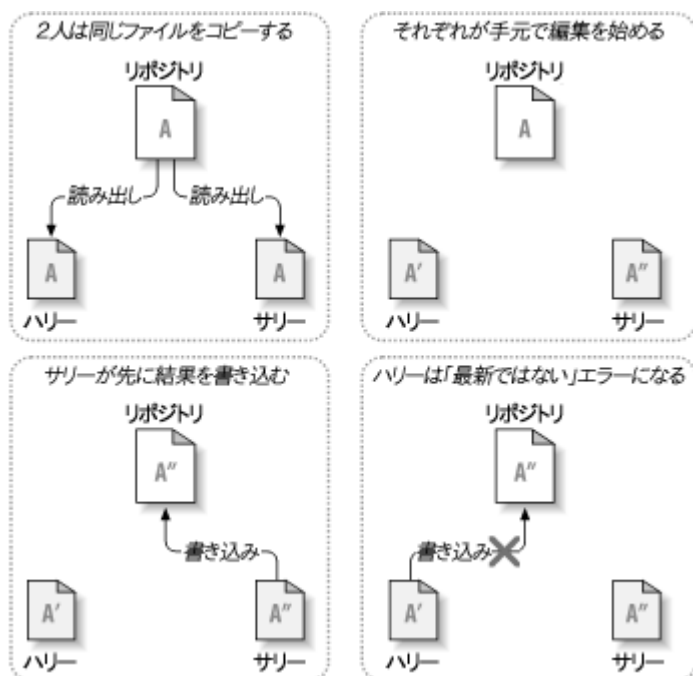 2人は同じファイルをコピーする
リポジトリ
A
読み出し 読み出し
A A
ハリー サリー
それぞれが手元で編集を始める
リポジトリ
A
A' A"
ハリー サリー
サリーが先に結果を書き込む
リポジトリ
A"
書き込み
A' A"
ハリー サリー
ハリーは「最新ではない」エラーになる
リポジトリ
A"
書き込み
A' A"
ハリー サリー